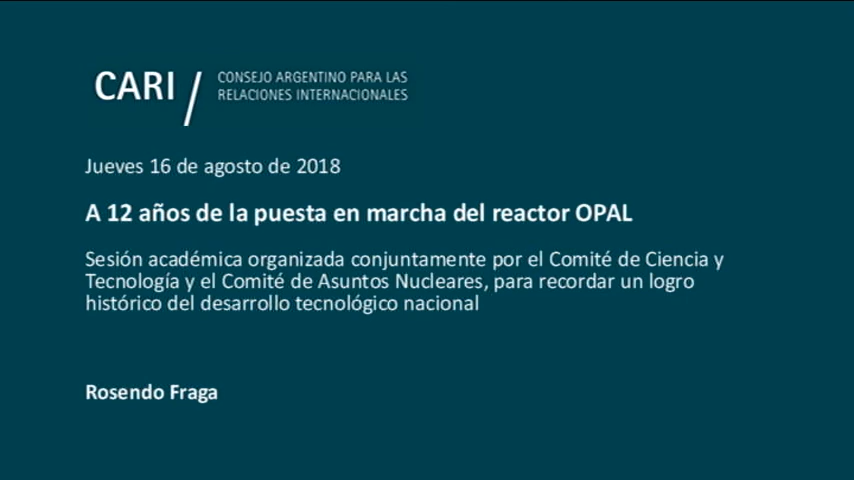 CARI / CONSEJO ARGENTINO PARA LAS
RELACIONES INTERNACIONALES
Jueves 16 de agosto de 2018
A 12 años de la puesta en marcha del reactor OPAL
Sesión académica organizada conjuntamente por el Comité de Ciencia y
Tecnología y el Comité de Asuntos Nucleares, para recordar un logro
histórico del desarrollo tecnológico nacional
Rosendo Fraga